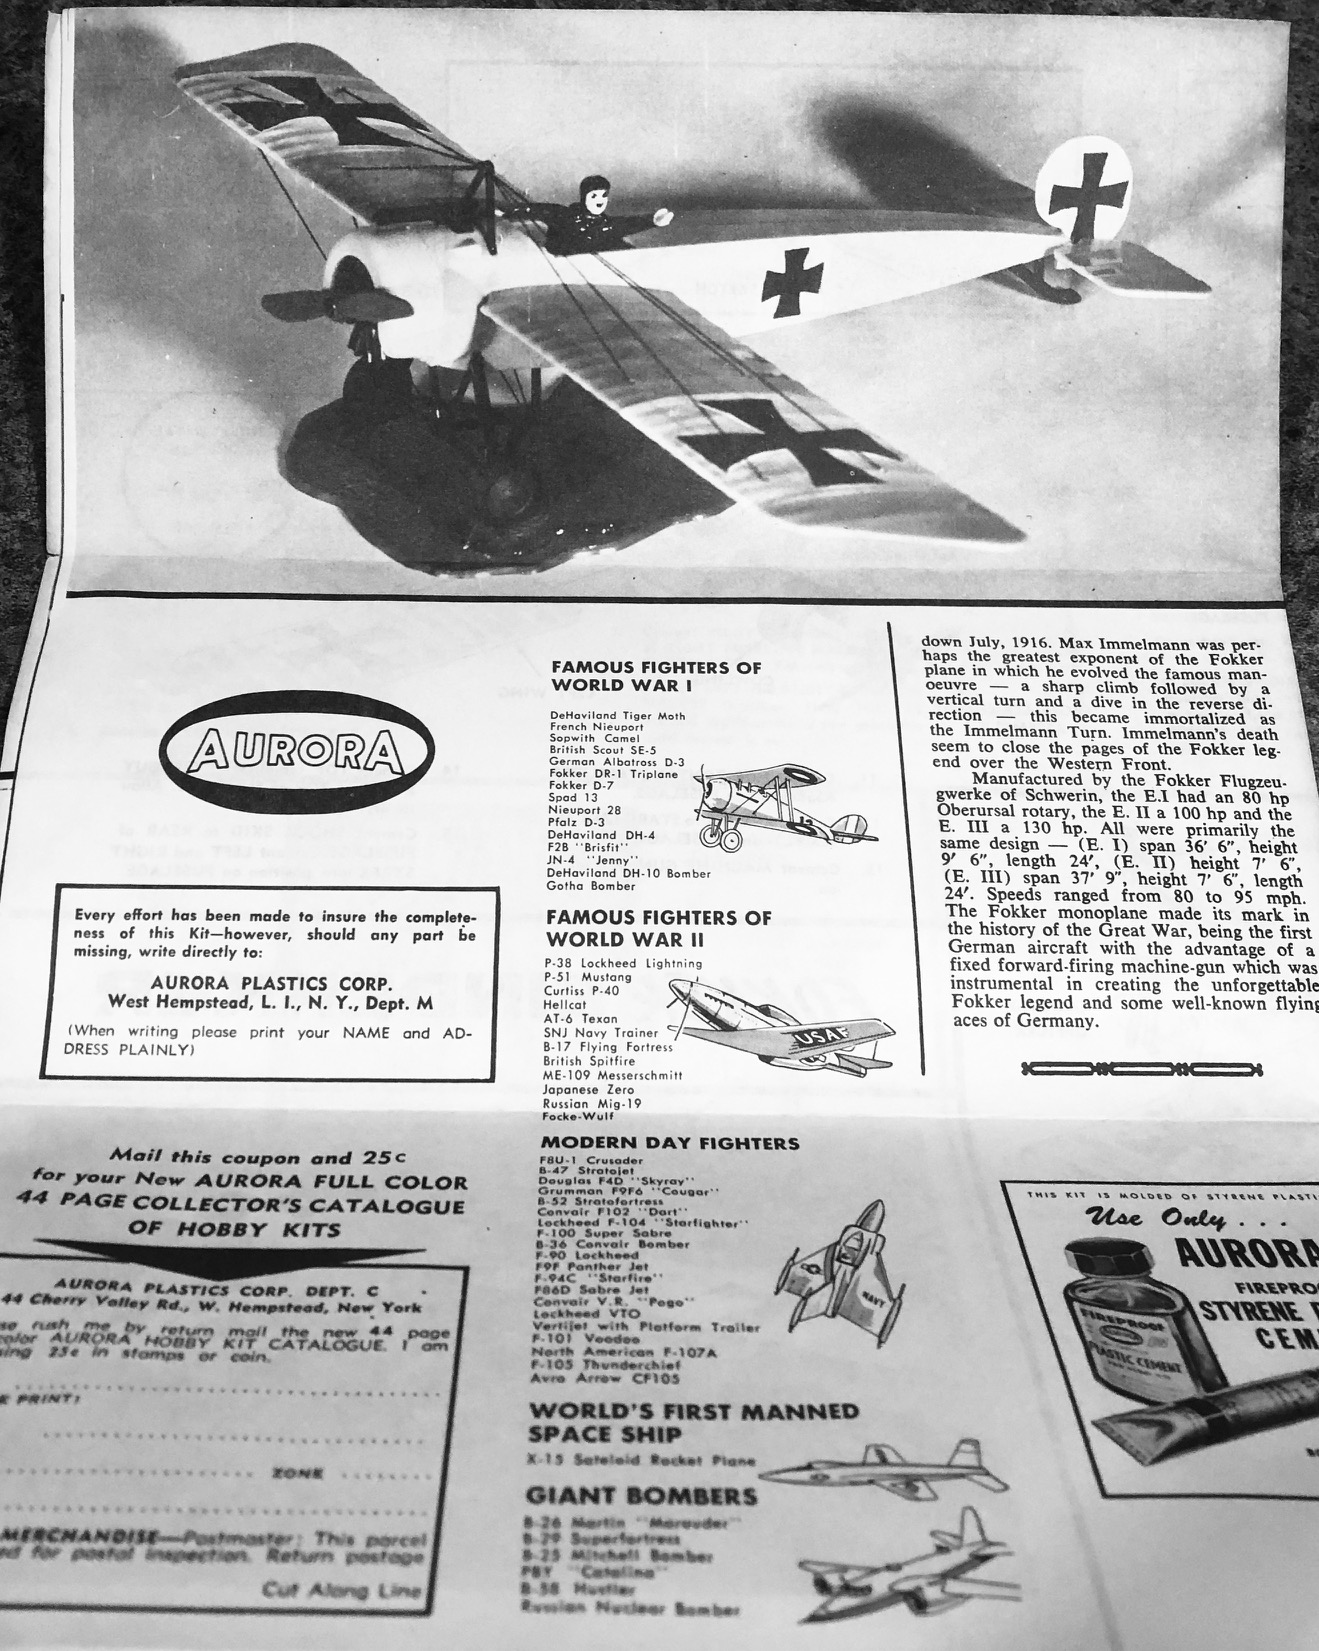 AURORA
Every effort has been made to insure the complete-
ness of this Kit—however, should any part be
missing, write directly to:
AURORA PLASTICS CORP.
West Hempstead, L. I., N. Y., Dept. M
(When writing please print your NAME and AD-
DRESS PLAINLY)
Mail this coupon and 25c
for your New AURORA FULL COLOR
44 PAGE COLLECTOR'S CATALOGUE
OF HOBBY KITS
AURORA PLASTICS CORP. DEPT. C
44 Cherry Valley Rd., W. Hempstead, New York
rush me by return mail the new 44 page
color AURORA HOBBY KIT CATALOGUE. I am
25c in stamps or coin.
PRINT)
ZONE
MERCHANDISE—Postmaster: This parcel
for postal inspection. Return postage
Cut Along Line
FAMOUS FIGHTERS OF
WORLD WAR I
DeHaviland Tiger Moth
French Nieuport
Sopwith Camel
British Scout SE-5
German Albatross D-3
Fokker DR-1 Triplane
Fokker D-7
Spad 13
Nieuport 28
Pfalz D-3
DeHaviland DH-4
F2B "Brisfit"
JN-4 "Jenny"
DeHaviland DH-10 Bomber
Gotha Bomber
12
FAMOUS FIGHTERS OF
WORLD WAR II
P-38 Lockheed Lightning
P-51 Mustang
Curtiss P-40
Hellcat
AT-6 Texan
SNJ Navy Trainer
B-17 Flying Fortress
British Spitfire
ME-109 Messerschmitt
Japanese Zero
Russian Mig-19
Focke-Wulf
USAF
MODERN DAY FIGHTERS
F8U-1 Crusader
B-47 Stratojet
Douglas F4D "Skyray"
Grumman F9F6 "Cougar"
B-52 Stratofortress
Convair F102 "Dart"
Lockheed F-104 "Starfighter"
F-100 Super Sabre
B-36 Convair Bomber
F-90 Lockheed
F9F Panther Jet
F-94C "Starfire"
F86D Sabre Jet
Convair V.R. "Pogo"
Lockheed VTO
Vertijet with Platform Trailer
F-101 Voodoo
North American F-107A
F-105 Thunderchief
Avro Arrow CF105
NAVY
WORLD'S FIRST MANNED
SPACE SHIP
X-15 Sateloid Rocket Plane
GIANT BOMBERS
B-26 Martin "Marauder"
B-29 Superfortress
B-25 Mitchell Bomber
PBY "Catalina"
B-58 Hustler
Russian Nuclear Bomber
down July, 1916. Max Immelmann was per-
haps the greatest exponent of the Fokker
plane in which he evolved the famous man-
oeuvre — a sharp climb followed by a
vertical turn and a dive in the reverse di-
rection — this became immortalized as
the Immelmann Turn. Immelmann's death
seem to close the pages of the Fokker leg-
end over the Western Front.
Manufactured by the Fokker Flugzeu-
gwerke of Schwerin, the E.I had an 80 hp
Oberursal rotary, the E. II a 100 hp and the
E. III a 130 hp. All were primarily the
same design — (E. I) span 36' 6", height
9' 6", length 24', (E. II) height 7' 6",
(E. III) span 37' 9", height 7' 6", length
24'. Speeds ranged from 80 to 95 mph.
The Fokker monoplane made its mark in
the history of the Great War, being the first
German aircraft with the advantage of a
fixed forward-firing machine-gun which was
instrumental in creating the unforgettable
Fokker legend and some well-known flying
aces of Germany.
THIS KIT IS MOLDED OF STYRENE PLASTI
Use Only . . .
AURORA
FIREPRO
STYRENE
CEM
FIREPROOF
PLASTIC CEMENT